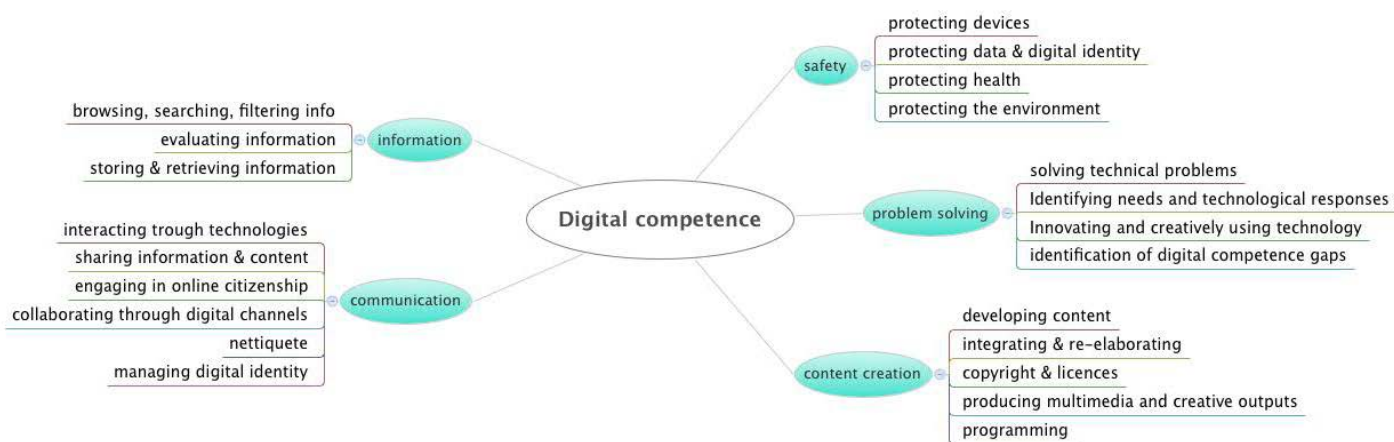 Digital competence
information
browsing, searching, filtering info
evaluating information
storing & retrieving information
communication
interacting trough technologies
sharing information & content
engaging in online citizenship
collaborating through digital channels
nettiquete
managing digital identity
safety
protecting devices
protecting data & digital identity
protecting health
protecting the environment
problem solving
solving technical problems
Identifying needs and technological responses
Innovating and creatively using technology
identification of digital competence gaps
content creation
developing content
integrating & re-elaborating
copyright & licences
producing multimedia and creative outputs
programming